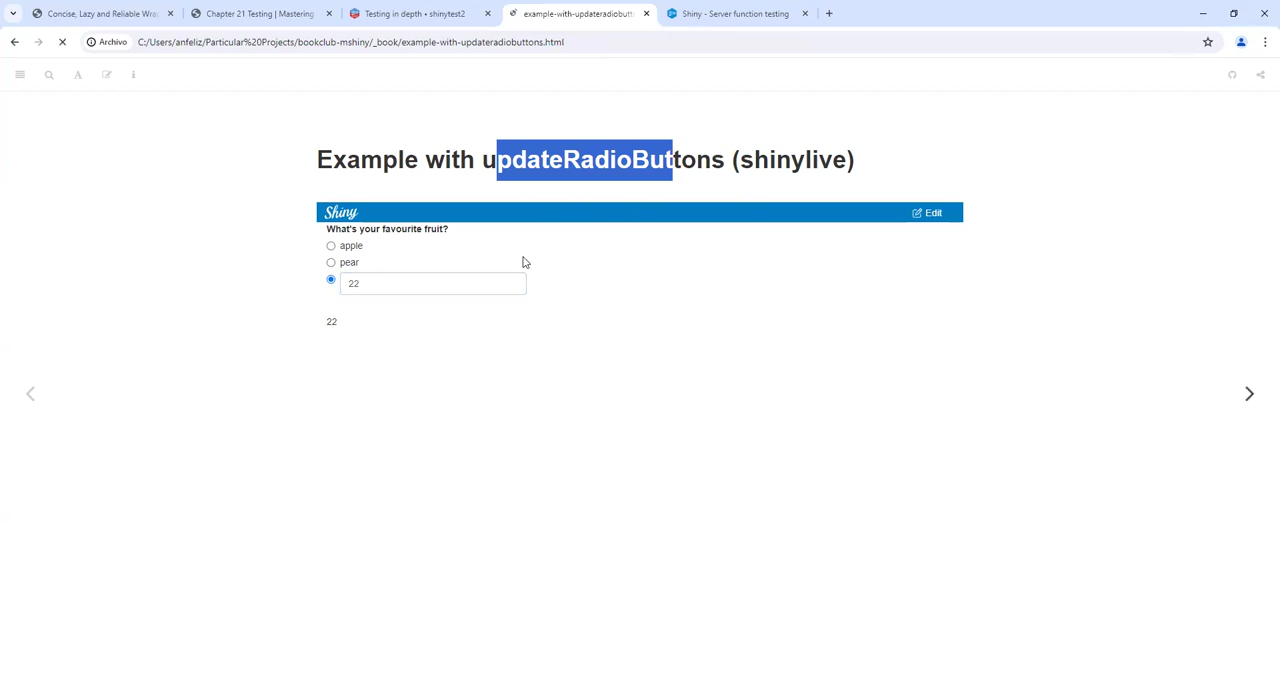 Concise, Lazy and Reliable Wra
Chapter 21 Testing | Mastering
Testing in depth • shinytest2
example-with-updateradiobutt
Shiny - Server function testing
Archivo
C:/Users/anfeliz/Particular%20Projects/bookclub-mshiny/_book/example-with-updateradiobuttons.html
Example with updateRadioButtons (shinylive)
Shiny
Edit
What's your favourite fruit?
apple
pear
22
22